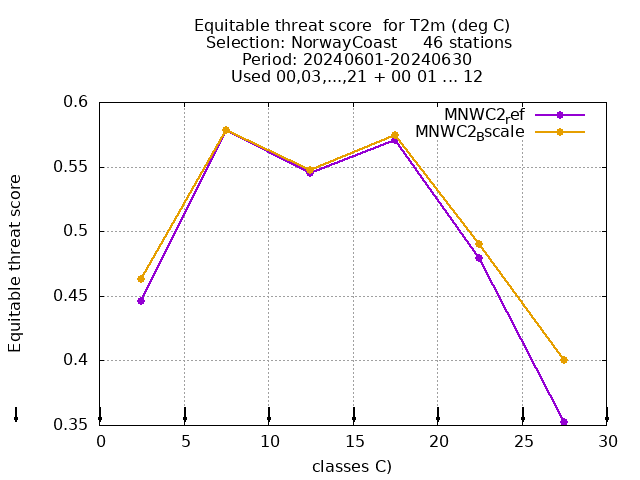 Equitable threat score  for T2m (deg C)
Selection: NorwayCoast     46 stations
Period: 20240601-20240630
Used 00,03,...,21 + 00 01 ... 12
MNWC2ref
MNWC2Bscale
0.6
0.55
0.5
0.45
0.4
0.35
Equitable threat score
0 5 10 15 20 25 30
classes C)